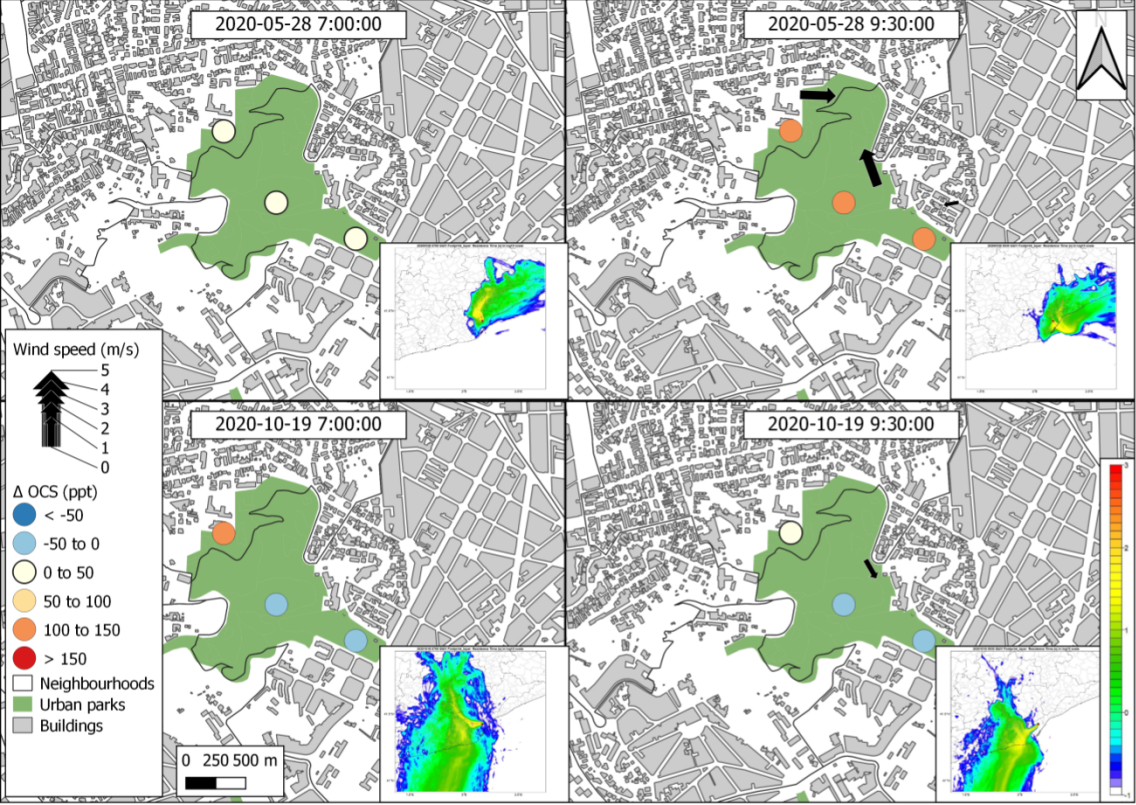 2020-05-28 7:00:00
2020-05-28 9:30:00
N
Wind speed (m/s)
5
4
3
2
1
0
Δ OCS (ppt)
< -50
-50 to 0
0 to 50
50 to 100
100 to 150
> 150
Neighbourhoods
Urban parks
Buildings
2020-10-19 7:00:00
2020-10-19 9:30:00
0 250 500 m
3
2
1
0
-1